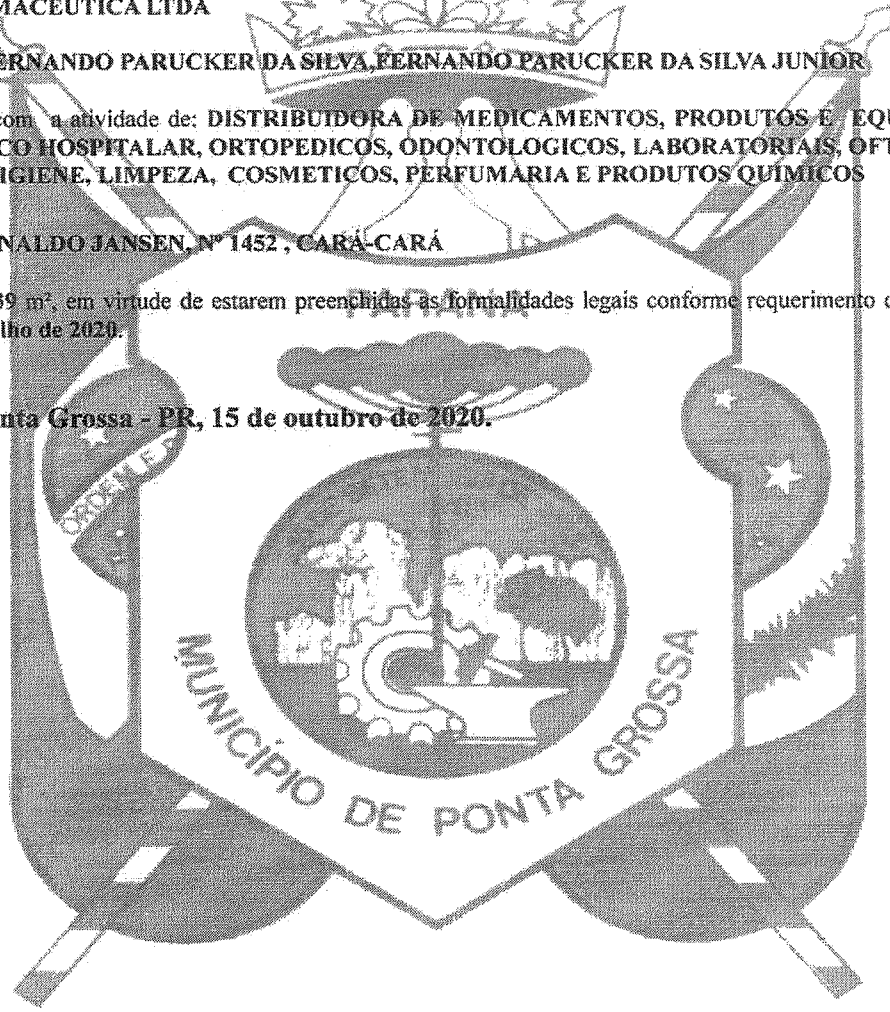 MACEUTICA LTDA
ERNANDO PARUCKER DA SILVA,FERNANDO PARUCKER DA SILVA JUNIOR
com a atividade de: DISTRIBUIDORA DE MEDICAMENTOS, PRODUTOS E EQU
CO HOSPITALAR, ORTOPEDICOS, ODONTOLOGICOS, LABORATORIAIS, OFT
IGIENE, LIMPEZA, COSMETICOS, PERFUMARIA E PRODUTOS QUIMICOS
NALDO JANSEN, Nº 1452 , CARÁ-CARÁ
39 m², em virtude de estarem preenchidas as formalidades legais conforme requerimento
PARANÁ
lho de 2020.
nta Grossa - PR, 15 de outubro de 2020.
ORDEM E
MUNICÍPIO DE PONTA GROSSA